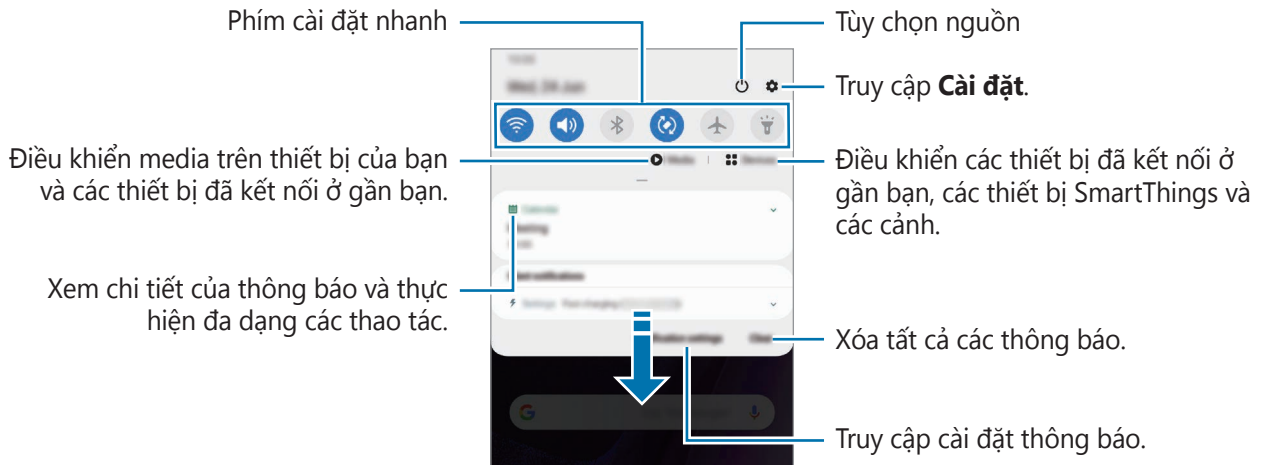 Phím cài đặt nhanh
Tùy chọn nguồn
Truy cập Cài đặt.
Điều khiển media trên thiết bị của bạn
và các thiết bị đã kết nối ở gần bạn.
Điều khiển các thiết bị đã kết nối ở
gần bạn, các thiết bị SmartThings và
các cảnh.
Xem chi tiết của thông báo và thực
hiện đa dạng các thao tác.
Xóa tất cả các thông báo.
Truy cập cài đặt thông báo.